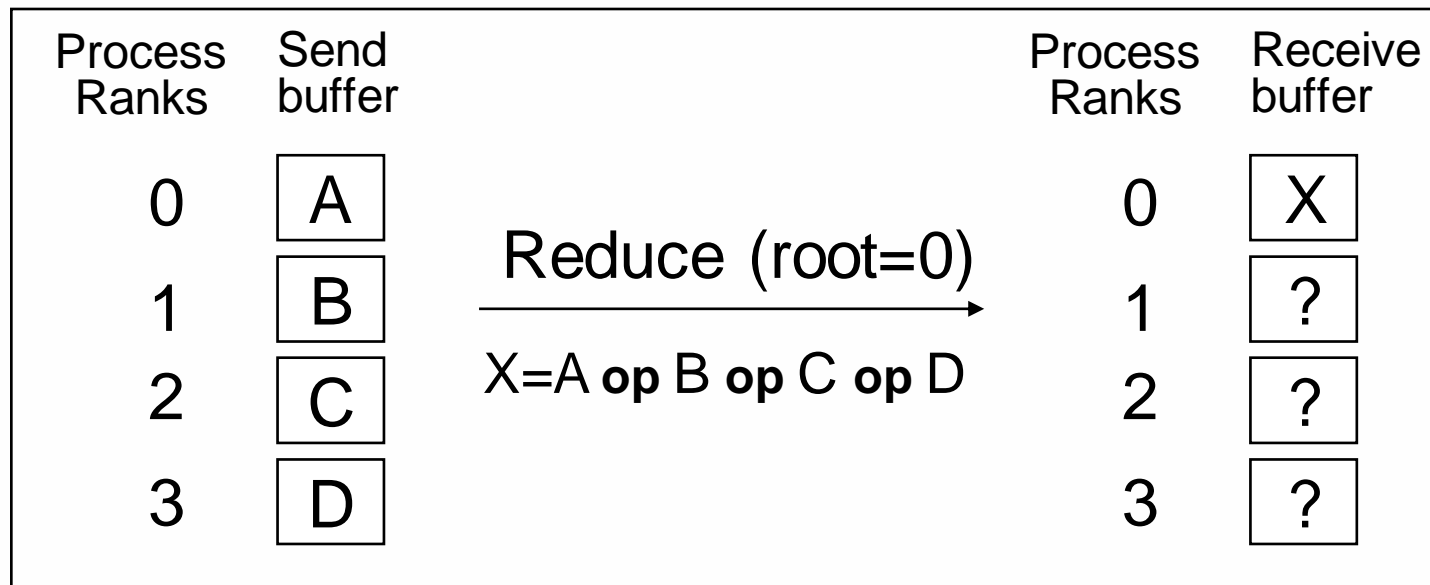 Process Send
Ranks buffer
Process Receive
Ranks buffer
0 A
0 X
Reduce (root=0)
1 B
1 ?
X=A op B op C op D
2 C
2 ?
3 D
3 ?